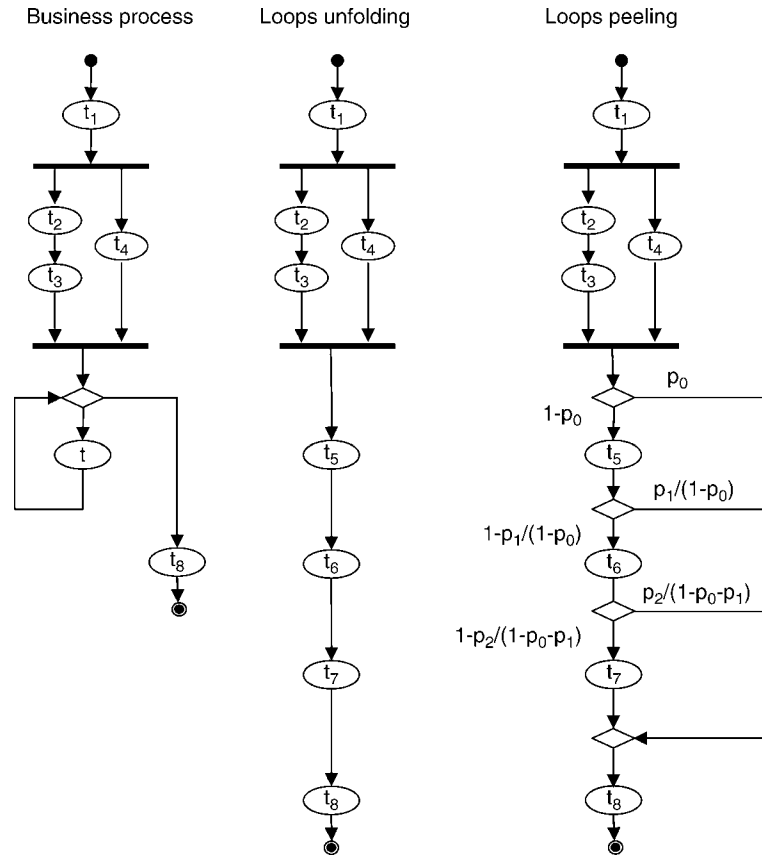 Business process
Loops unfolding
Loops peeling
t1
t2
t4
t3
t
t8
t1
t2
t4
t3
t5
t6
t7
t8
t1
t2
t4
t3
p0
1-p0
t5
p1/(1-p0)
1-p1/(1-p0)
t6
p2/(1-p0-p1)
1-p2/(1-p0-p1)
t7
t8